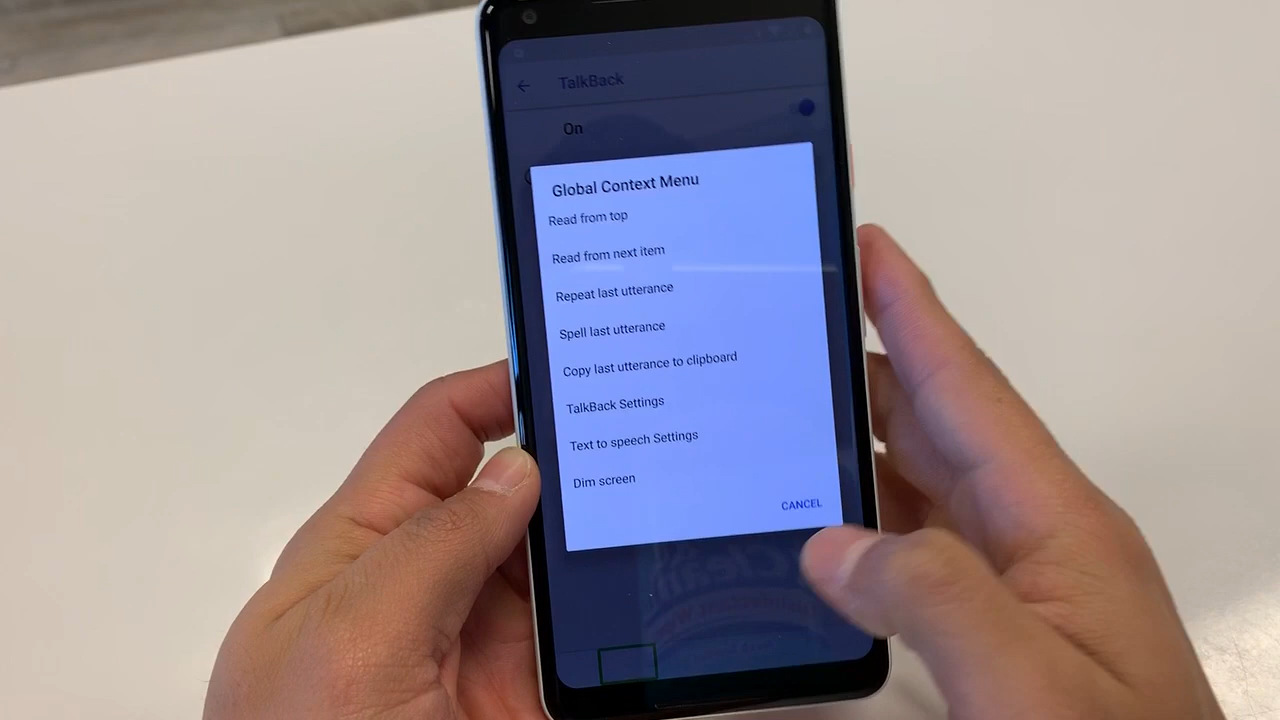 TalkBack
On
Global Context Menu
Read from top
Read from next item
Repeat last utterance
Spell last utterance
Copy last utterance to clipboard
TalkBack Settings
Text to speech Settings
Dim screen
CANCEL
Clean